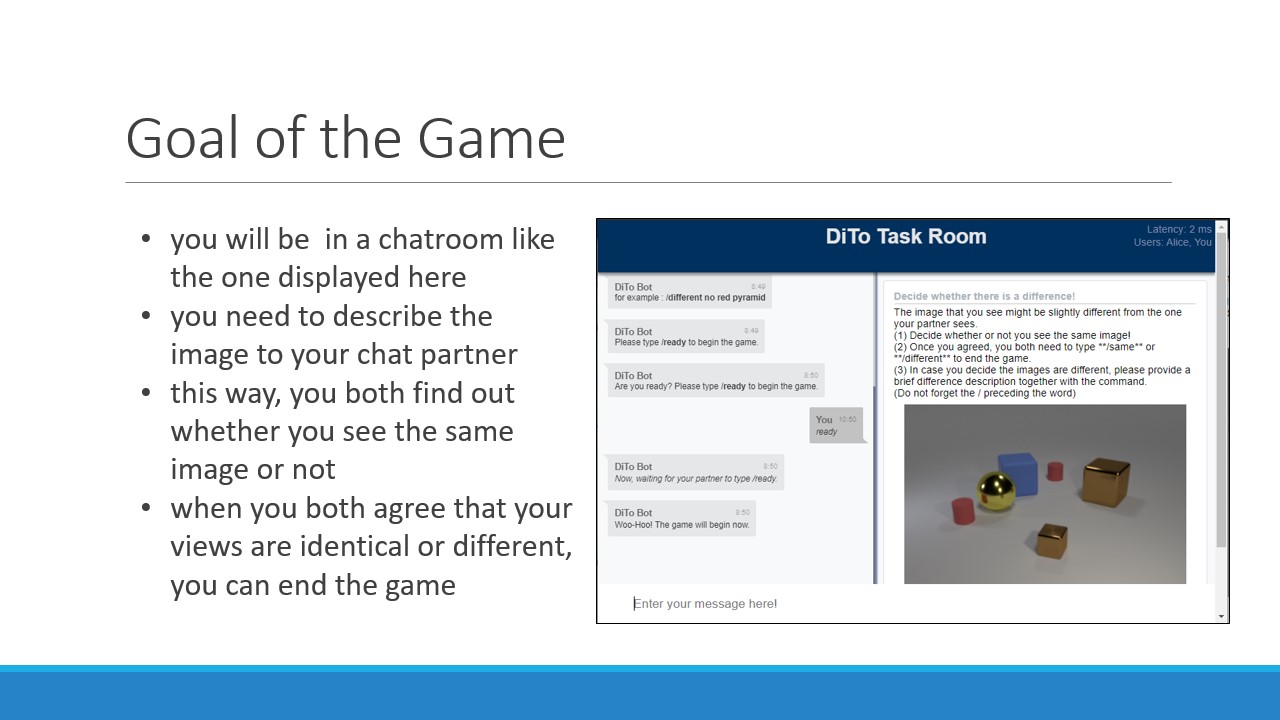 Goal of the Game
• you will be  in a chatroom like
the one displayed here
• you need to describe the
image to your chat partner
• this way, you both find out
whether you see the same
image or not
• when you both agree that your
views are identical or different,
you can end the game
DiTo Task Room
Latency: 2 ms
Users: Alice, You
DiTo Bot 8:49
for example : /different no red pyramid
DiTo Bot 8:49
Please type /ready to begin the game.
DiTo Bot 8:50
Are you ready? Please type /ready to begin the game.
You 10:50
ready
DiTo Bot 8:50
Now, waiting for your partner to type /ready.
DiTo Bot 8:50
Woo-Hoo! The game will begin now.
Decide whether there is a difference!
The image that you see might be slightly different from the one
your partner sees.
(1) Decide whether or not you see the same image!
(2) Once you agreed, you both need to type **/same** or
**/different** to end the game.
(3) In case you decide the images are different, please provide a
brief difference description together with the command.
(Do not forget the / preceding the word)
Enter your message here!